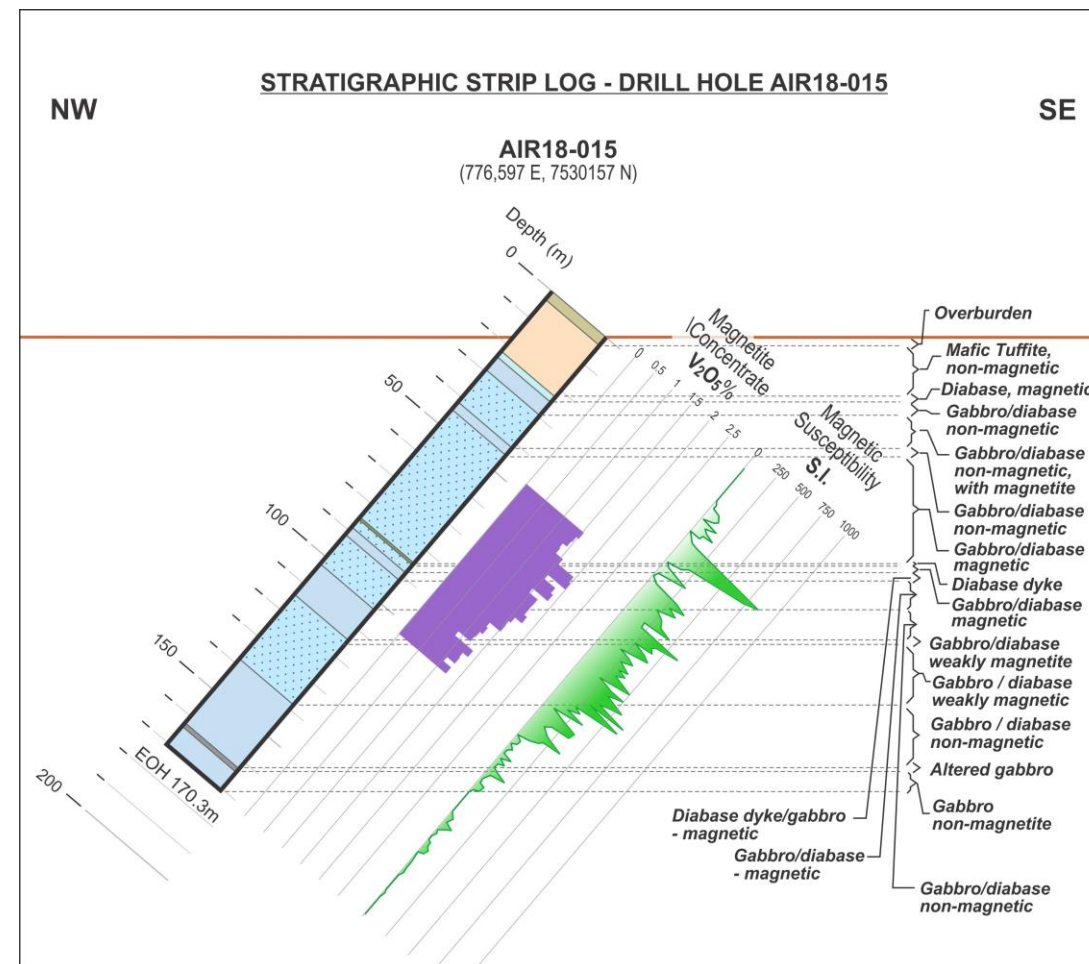 STRATIGRAPHIC STRIP LOG - DRILL HOLE AIR18-015
NW
SE
AIR18-015
(776,597 E, 7530157 N)
Depth (m)
0
50
100
150
200
EOH 170.3m
Magnetite
Concentrate
V₂O₅%
0
0.5
1
1.5
2
2.5
Magnetic
Susceptibility
S.I.
0
250
500
750
1000
Overburden
Mafic Tuffite,
non-magnetic
Diabase, magnetic
Gabbro/diabase
non-magnetic
Gabbro/diabase
non-magnetic,
with magnetite
Gabbro/diabase
non-magnetic
Gabbro/diabase
magnetic
Diabase dyke
Gabbro/diabase
magnetic
Gabbro/diabase
weakly magnetite
Gabbro / diabase
weakly magnetic
Gabbro / diabase
non-magnetic
Altered gabbro
Gabbro
non-magnetite
Diabase dyke/gabbro
- magnetic
Gabbro/diabase
- magnetic
Gabbro/diabase
non-magnetic